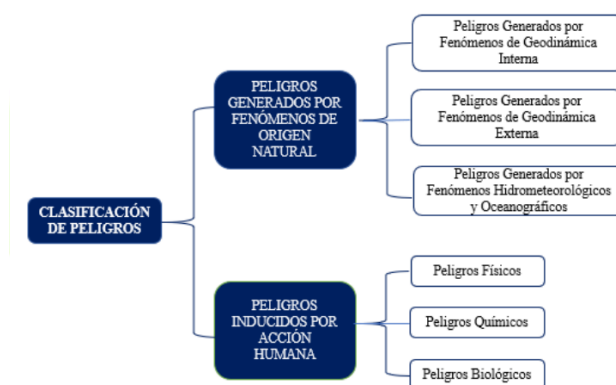 CLASIFICACIÓN
DE PELIGROS
PELIGROS
GENERADOS POR
FENÓMENOS DE
ORIGEN
NATURAL
Peligros Generados por
Fenómenos de Geodinámica
Interna
Peligros Generados por
Fenómenos de Geodinámica
Externa
Peligros Generados por
Fenómenos Hidrometeorológicos
y Oceanográficos
PELIGROS
INDUCIDOS POR
ACCIÓN
HUMANA
Peligros Físicos
Peligros Químicos
Peligros Biológicos